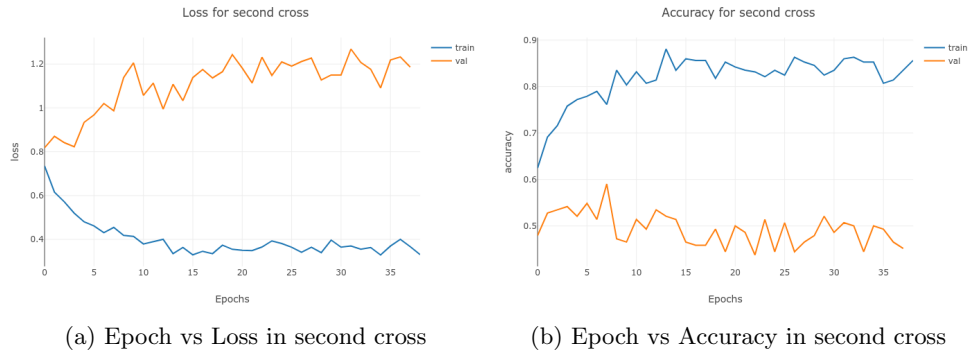 Loss for second cross
train
val
1.2
1
0.8
0.6
0.4
loss
0
5
10
15
20
25
30
35
Epochs
(a) Epoch vs Loss in second cross
Accuracy for second cross
train
val
0.9
0.8
0.7
0.6
0.5
accuracy
0
5
10
15
20
25
30
35
Epochs
(b) Epoch vs Accuracy in second cross